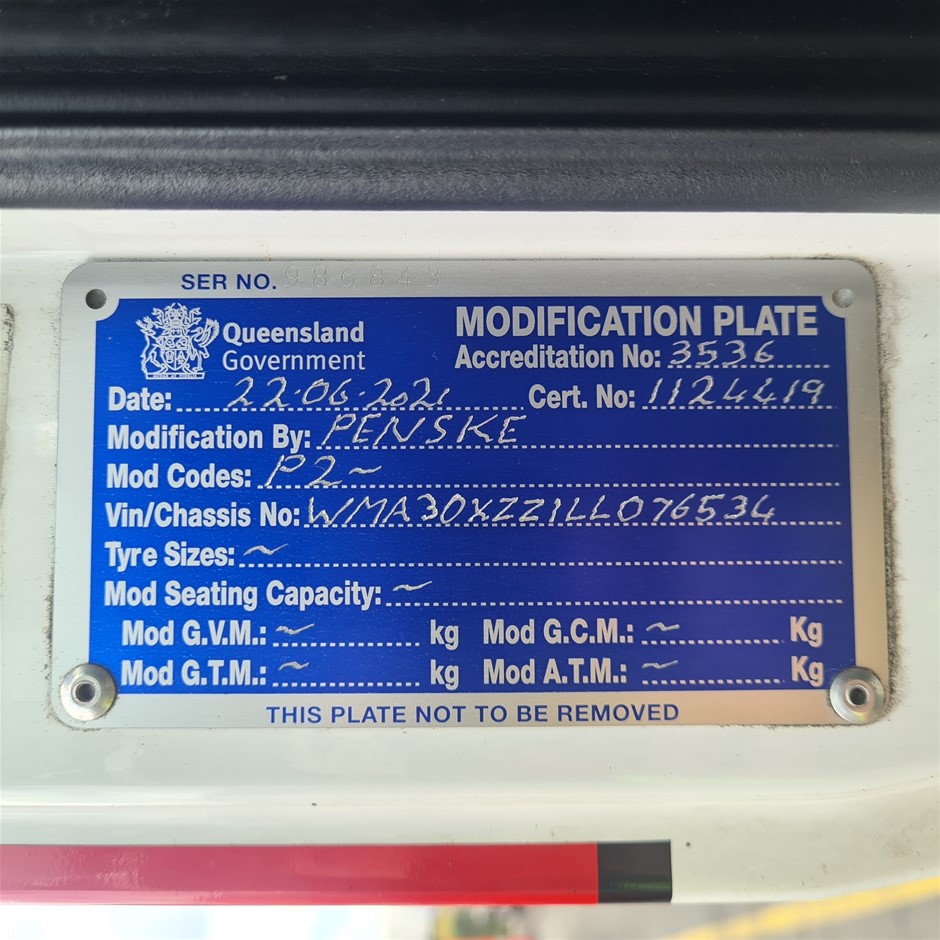 SER NO. 986843
Queensland Government
MODIFICATION PLATE
Accreditation No: 3536
Date: 22.06.2021 Cert. No: 1124419
Modification By: PENSKE
Mod Codes: P2~
Vin/Chassis No: WMA30XZZ1LL076534
Tyre Sizes: ~
Mod Seating Capacity: ~
Mod G.V.M.: ~ kg Mod G.C.M.: ~ Kg
Mod G.T.M.: ~ kg Mod A.T.M.: ~ Kg
THIS PLATE NOT TO BE REMOVED